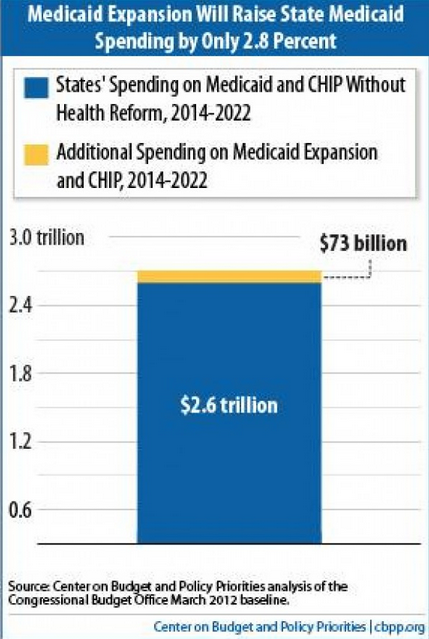 Medicaid Expansion Will Raise State Medicaid
Spending by Only 2.8 Percent
States' Spending on Medicaid and CHIP Without
Health Reform, 2014-2022
Additional Spending on Medicaid Expansion
and CHIP, 2014-2022
3.0 trillion
$73 billion
2.4
1.8
$2.6 trillion
1.2
0.6
Source: Center on Budget and Policy Priorities analysis of the
Congressional Budget Office March 2012 baseline.
Center on Budget and Policy Priorities | cbpp.org